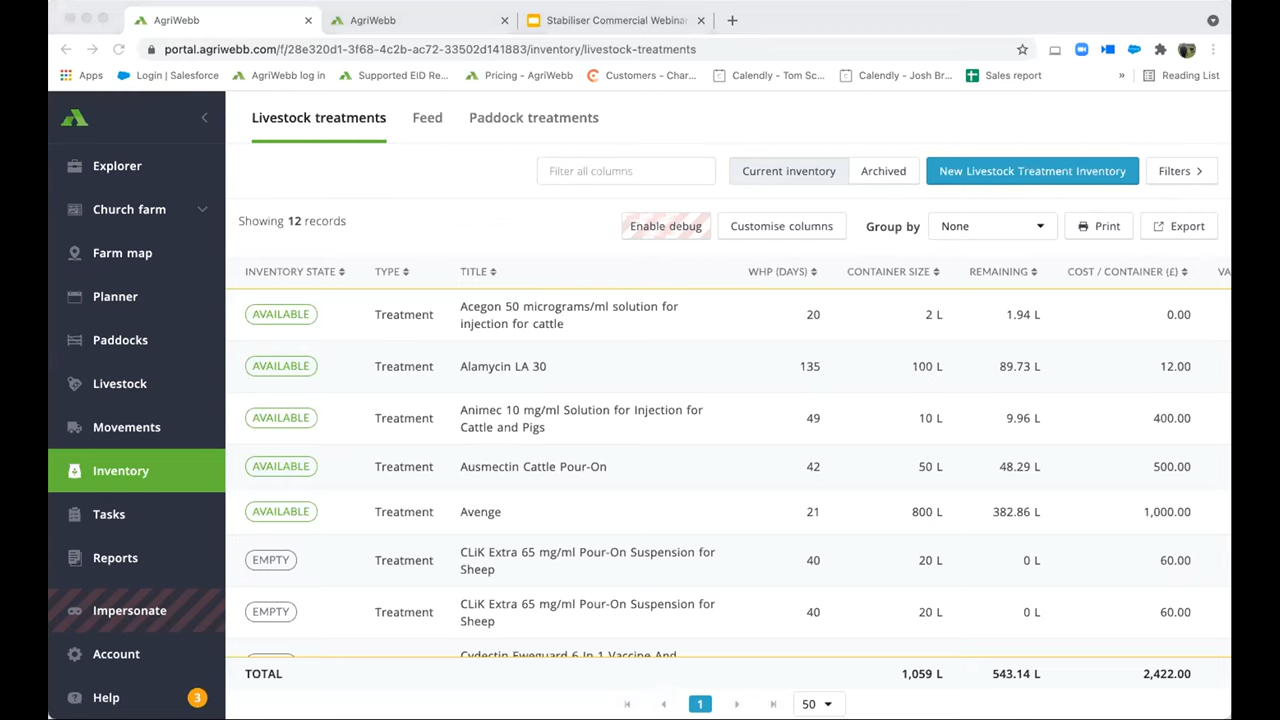 AgriWebb
AgriWebb
Stabiliser Commercial Webinar
portal.agriwebb.com/f/28e320d1-3f68-4c2b-ac72-33502d141883/inventory/livestock-treatments
Apps
Login | Salesforce
AgriWebb log in
Supported EID Re...
Pricing - AgriWebb
Customers - Char...
Calendly - Tom Sc...
Calendly - Josh Br...
Sales report
»
Reading List
Explorer
Church farm
Farm map
Planner
Paddocks
Livestock
Movements
Inventory
Tasks
Reports
Impersonate
Account
Help 3
Livestock treatments Feed Paddock treatments
Filter all columns Current inventory Archived New Livestock Treatment Inventory Filters
Showing 12 records Enable debug Customise columns Group by None Print Export
INVENTORY STATE TYPE TITLE WHP (DAYS) CONTAINER SIZE REMAINING COST / CONTAINER (£) VA
AVAILABLE Treatment Acegon 50 micrograms/ml solution for 20 2 L 1.94 L 0.00
injection for cattle
AVAILABLE Treatment Alamycin LA 30 135 100 L 89.73 L 12.00
AVAILABLE Treatment Animec 10 mg/ml Solution for Injection for 49 10 L 9.96 L 400.00
Cattle and Pigs
AVAILABLE Treatment Ausmectin Cattle Pour-On 42 50 L 48.29 L 500.00
AVAILABLE Treatment Avenge 21 800 L 382.86 L 1,000.00
EMPTY Treatment CLiK Extra 65 mg/ml Pour-On Suspension for 40 20 L 0 L 60.00
Sheep
EMPTY Treatment CLiK Extra 65 mg/ml Pour-On Suspension for 40 20 L 0 L 60.00
Sheep
Cydectin Eweguard 6 In 1 Vaccine And
TOTAL 1,059 L 543.14 L 2,422.00
1 50